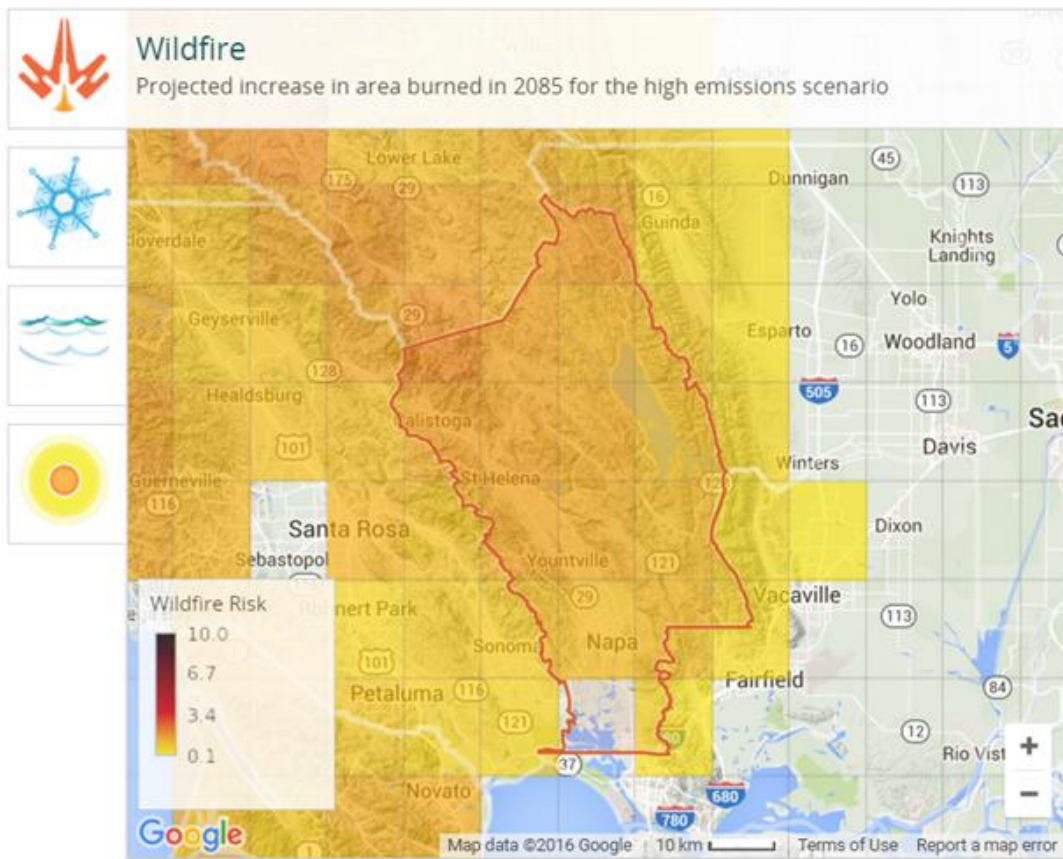 Wildfire
Projected increase in area burned in 2085 for the high emissions scenario
Lower Lake
175
29
16
45
Dunnigan
113
Guinda
Cloverdale
Knights
Landing
Geyserville
29
Yolo
Esparto
16
Woodland
5
128
505
Healdsburg
113
Calistoga
101
Davis
Sac
Winters
Guerneville
St Helena
128
116
Santa Rosa
Dixon
Sebastopol
Yountville
121
Wildfire Risk
29
Vacaville
10.0
Rohnert Park
113
6.7
Sonoma
Napa
101
3.4
Petaluma
116
Fairfield
84
0.1
121
12
37
Rio Vist
Novato
680
780
1
Google
Map data ©2016 Google
10 km
Terms of Use
Report a map error
+
−